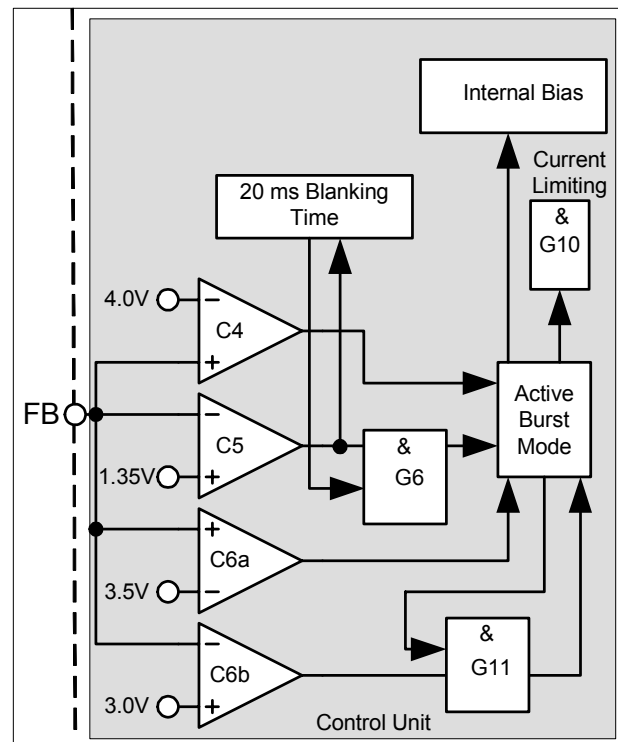 Internal Bias
Current
Limiting
20 ms Blanking
Time
&
G10
4.0V
−
C4
+
FB
−
C5
+
1.35V
&
G6
Active
Burst
Mode
+
C6a
−
3.5V
−
C6b
+
3.0V
&
G11
Control Unit